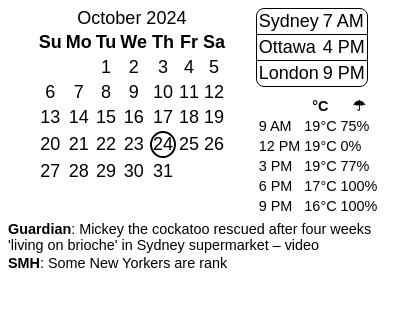 October 2024
Su Mo Tu We Th Fr Sa
1 2 3 4 5
6 7 8 9 10 11 12
13 14 15 16 17 18 19
20 21 22 23 24 25 26
27 28 29 30 31
Sydney 7 AM
Ottawa 4 PM
London 9 PM
°C ☂
9 AM 19°C 75%
12 PM 19°C 0%
3 PM 19°C 77%
6 PM 17°C 100%
9 PM 16°C 100%
Guardian: Mickey the cockatoo rescued after four weeks
'living on brioche' in Sydney supermarket – video
SMH: Some New Yorkers are rank